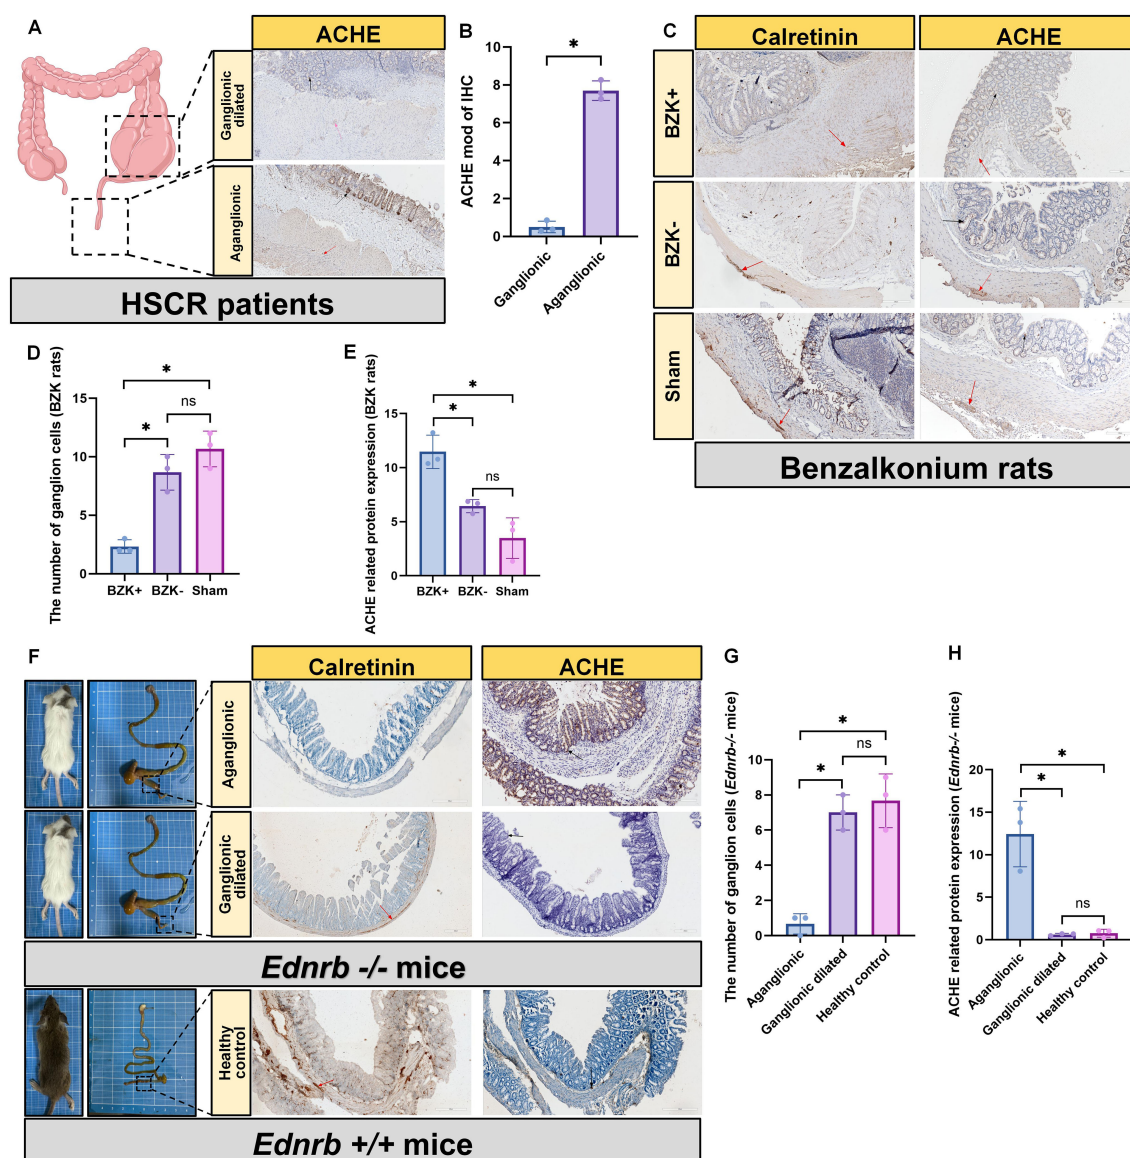 A
ACHE
Ganglionic
dilated
Aganglionic
HSCR patients
B
ACHE mod of IHC
10
8
6
4
2
0
*
Ganglionic
Aganglionic
C
Calretinin
ACHE
BZK+
BZK-
Sham
Benzalkonium rats
D
The number of ganglion cells (BZK rats)
15
10
5
0
*
*
ns
BZK+ BZK- Sham
E
ACHE related protein expression (BZK rats)
15
10
5
0
*
*
ns
BZK+ BZK- Sham
F
Calretinin
ACHE
Aganglionic
Ganglionic
dilated
Ednrb -/- mice
Healthy
control
Ednrb +/+ mice
G
The number of ganglion cells (Ednrb-/- mice)
10
8
6
4
2
0
*
*
ns
Aganglionic
Ganglionic dilated
Healthy control
H
ACHE related protein expression (Ednrb-/- mice)
20
15
10
5
0
*
*
ns
Aganglionic
Ganglionic dilated
Healthy control